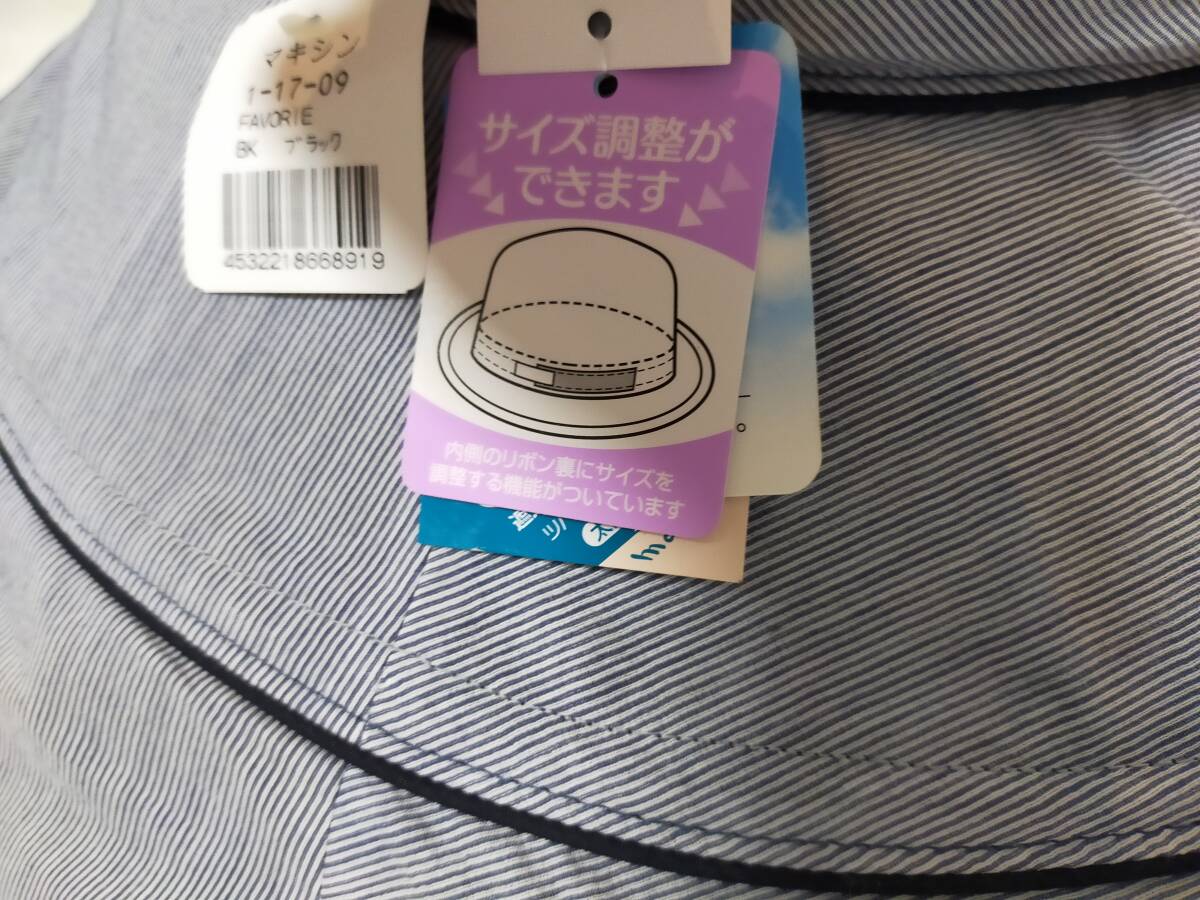 マキシン
1-17-09
FAVORIE
BK ブラック
4532218668919
サイズ調整が
できます
内側のリボン裏にサイズを
調整する機能がついています